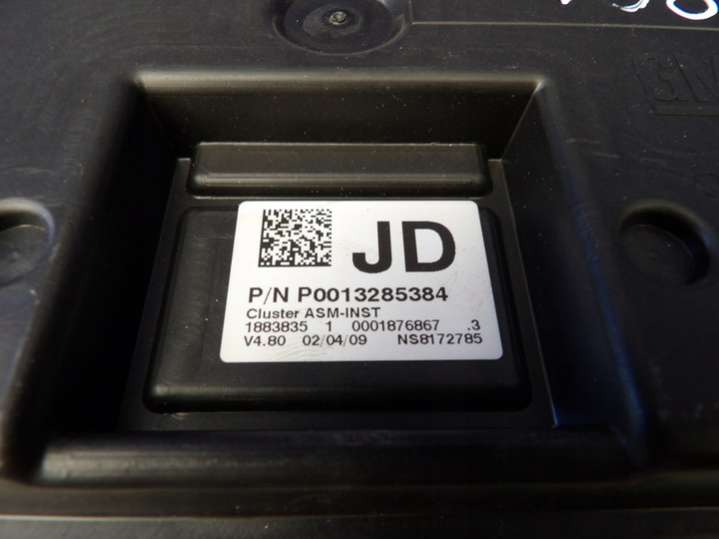 JD
P/N P0013285384
Cluster ASM-INST
1883835 1 0001876867 .3
V4.80 02/04/09 NS8172785